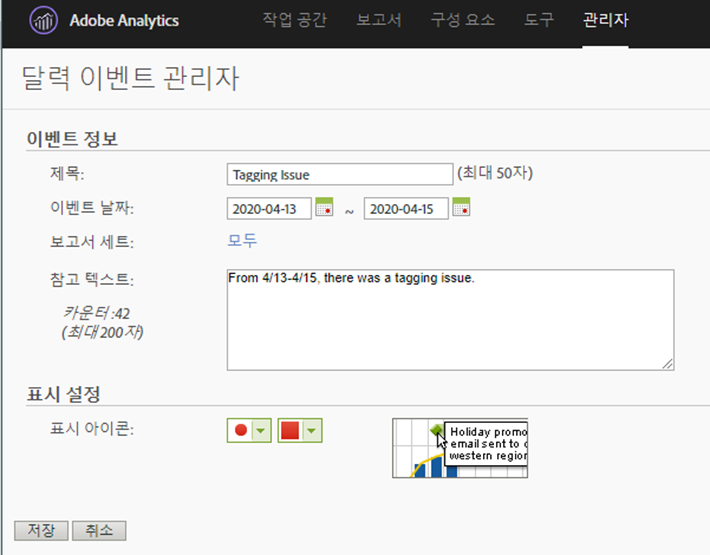 Adobe Analytics 작업 공간 보고서 구성 요소 도구 관리자
달력 이벤트 관리자
이벤트 정보
제목: Tagging Issue (최대 50자)
이벤트 날짜: 2020-04-13 ~ 2020-04-15
보고서 세트: 모두
참고 텍스트: From 4/13-4/15, there was a tagging issue.
카운터 :42
(최대 200자)
표시 설정
표시 아이콘:
Holiday promo
email sent to
western region
저장 취소